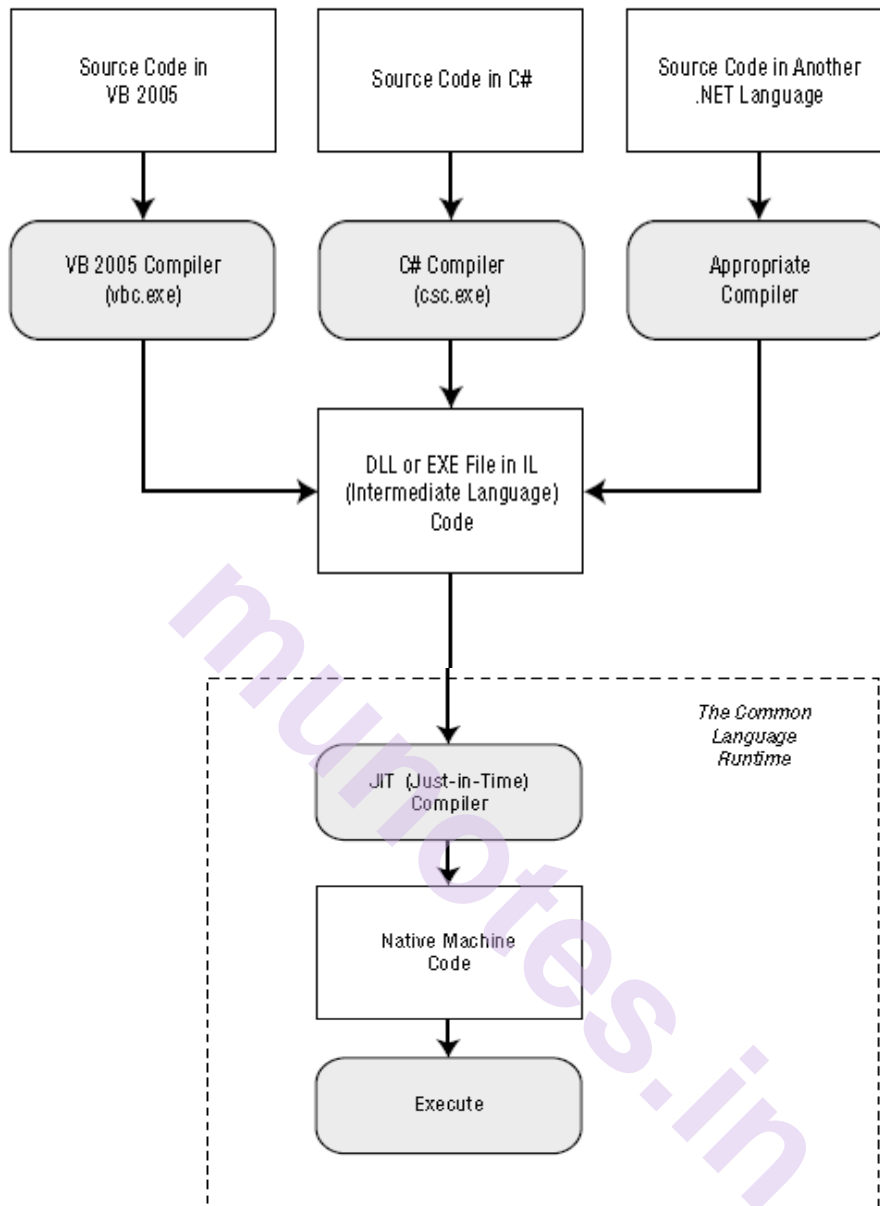 Source Code in
VB 2005
Source Code in C#
Source Code in Another
.NET Language
VB 2005 Compiler
(vbc.exe)
C# Compiler
(csc.exe)
Appropriate
Compiler
DLL or EXE File in IL
(Intermediate Language)
Code
The Common
Language
Runtime
JIT (Just-in-Time)
Compiler
Native Machine
Code
Execute
munotes.in